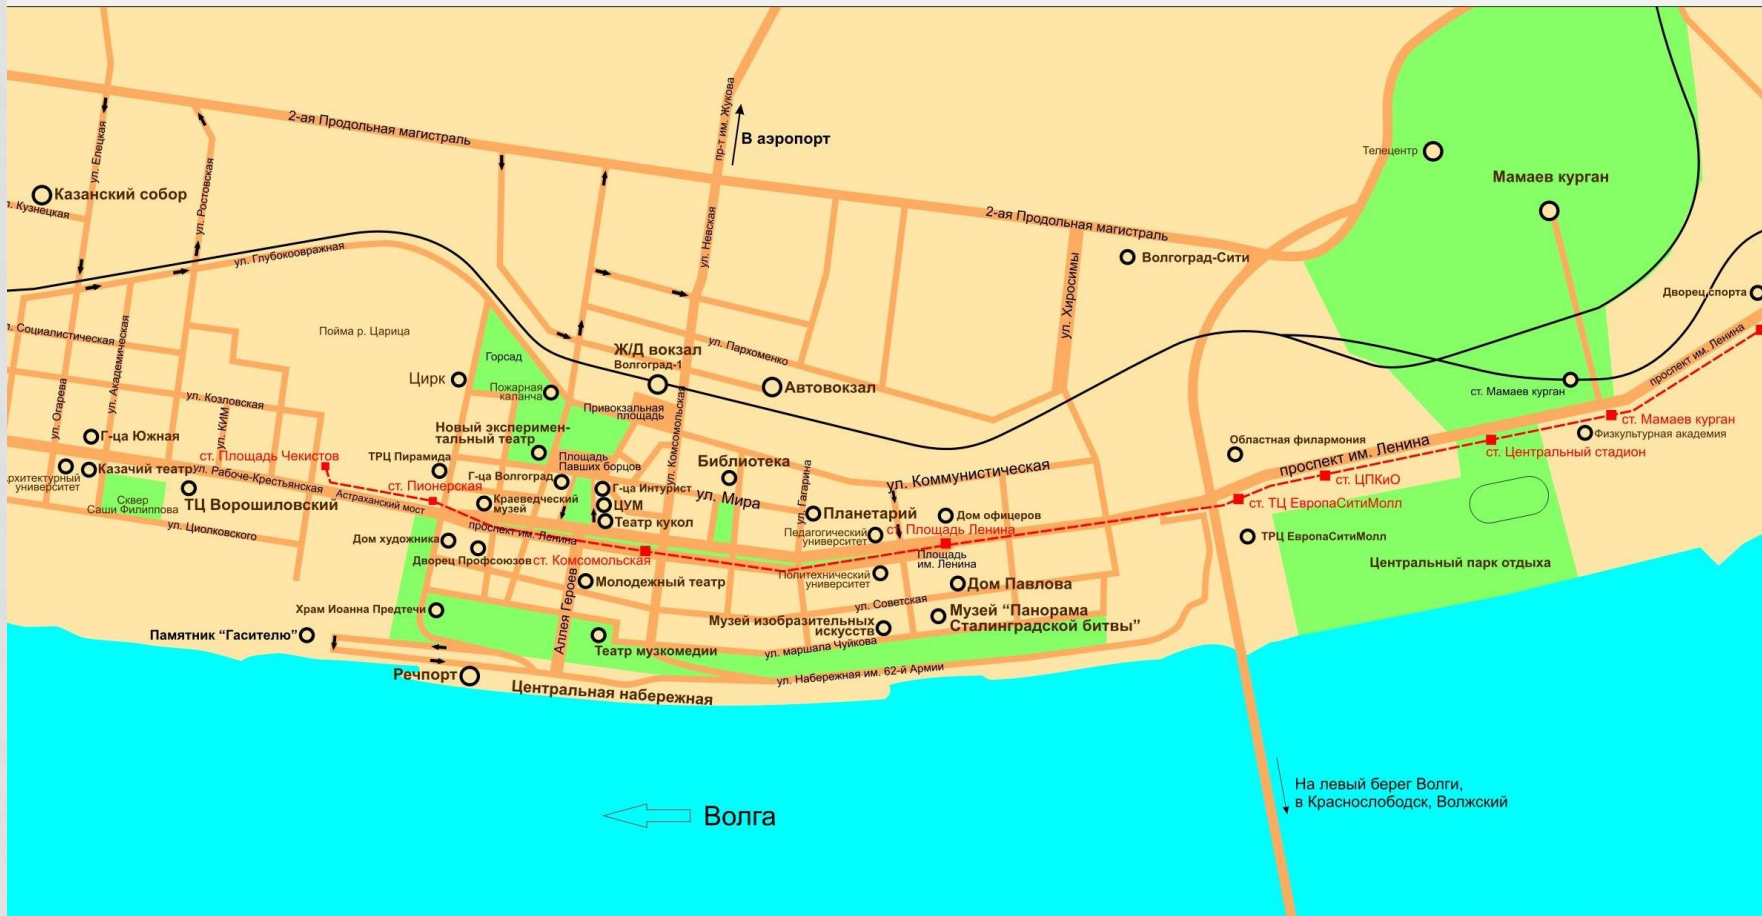 2-ая Продольная магистраль
пр-т им. Жукова
В аэропорт
ул. Елецкая
ул. Ростовская
Казанский собор
Кузнецкая
ул. Глубокоовражная
ул. Невская
2-ая Продольная магистраль
Волгоград-Сити
ул. Хиросимы
Телецентр
Мамаев курган
Дворец спорта
Социалистическая
ул. Академическая
Пойма р. Царица
Горсад
Ж/Д вокзал
Волгоград-1
ул. Пархоменко
проспект им. Ленина
Цирк
Пожарная
каланча
Автовокзал
ст. Мамаев курган
ул. Огарева
ул. Козловская
ул. КИМ
Привокзальная
площадь
ул. Комсомольская
ст. Мамаев курган
Физкультурная академия
Г-ца Южная
Новый эксперимен-
тальный театр
Областная филармония
проспект им. Ленина
ст. Центральный стадион
ст. Площадь Чекистов
ТРЦ Пирамида
Площадь
Павших борцов
Библиотека
ул. Гагарина
ул. Коммунистическая
ст. ЦПКиО
Казачий театр
университет
ул. Рабоче-Крестьянская
Г-ца Волгоград
Г-ца Интурист
ул. Мира
ст. Пионерская
Астраханский мост
Сквер
Саши Филиппова
ТЦ Ворошиловский
Краеведческий
музей
ЦУМ
Театр кукол
Планетарий
Дом офицеров
ст. ТЦ ЕвропаСитиМолл
ул. Циолковского
Дом художника
проспект им. Ленина
Педагогический
университет
ст. Площадь Ленина
ТРЦ ЕвропаСитиМолл
Дворец Профсоюзов
ст. Комсомольская
Площадь
им. Ленина
Центральный парк отдыха
Молодежный театр
Политехнический
университет
Дом Павлова
Аллея Героев
Храм Иоанна Предтечи
ул. Советская
Музей изобразительных
искусств
Музей “Панорама
Сталинградской битвы”
Памятник “Гасителю”
Театр музкомедии
ул. маршала Чуйкова
Речпорт
ул. Набережная им. 62-й Армии
Центральная набережная
Волга
На левый берег Волги,
в Краснослободск, Волжский